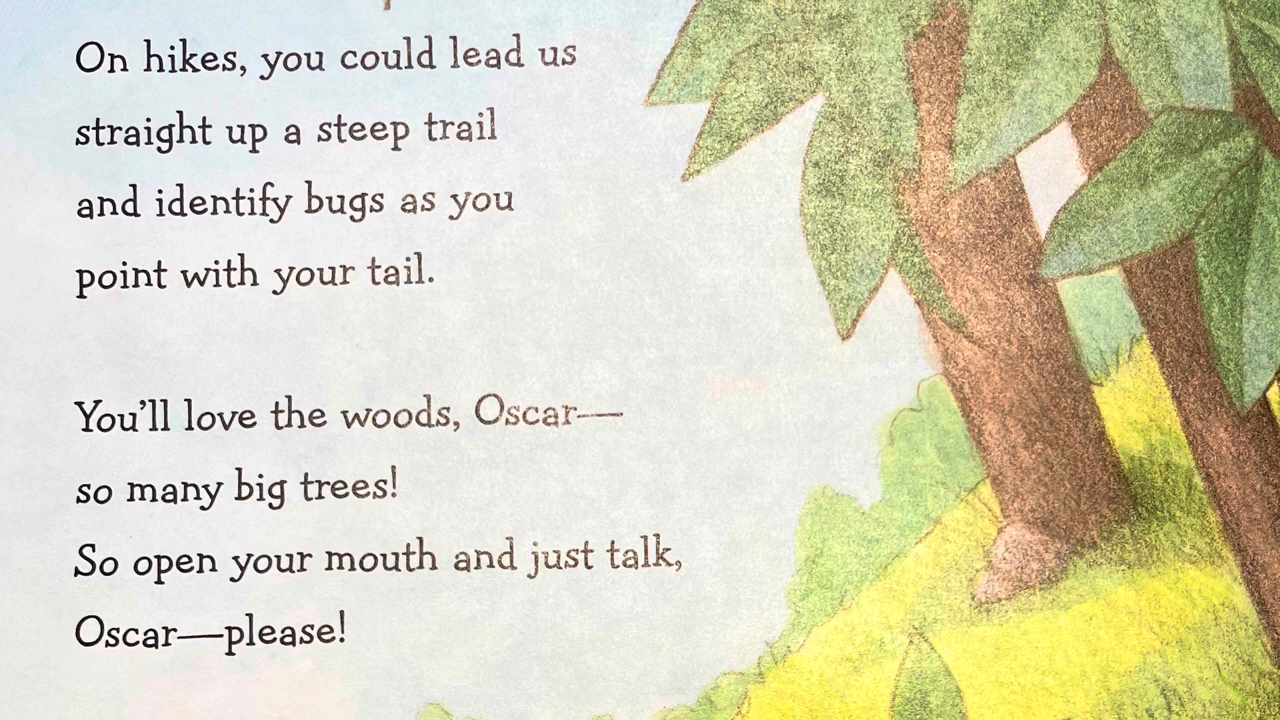 On hikes, you could lead us
straight up a steep trail
and identify bugs as you
point with your tail.
You'll love the woods, Oscar—
so many big trees!
So open your mouth and just talk,
Oscar—please!